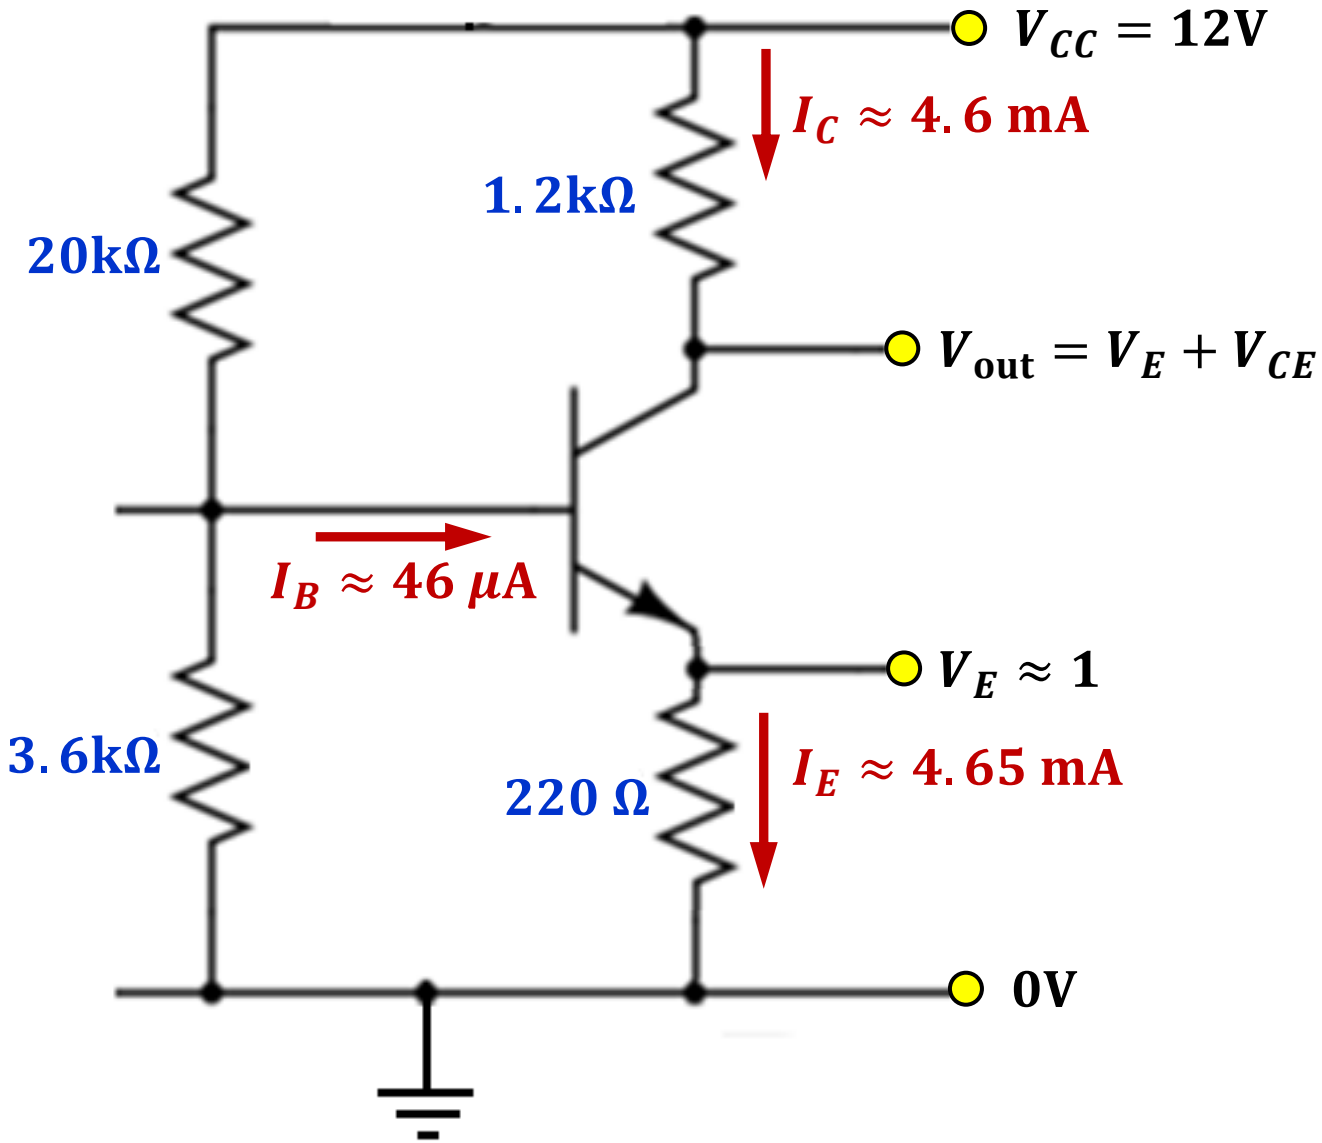 V_CC = 12V
I_C ≈ 4.6 mA
1.2kΩ
20kΩ
V_out = V_E + V_CE
I_B ≈ 46 μA
V_E ≈ 1
3.6kΩ
I_E ≈ 4.65 mA
220 Ω
0V